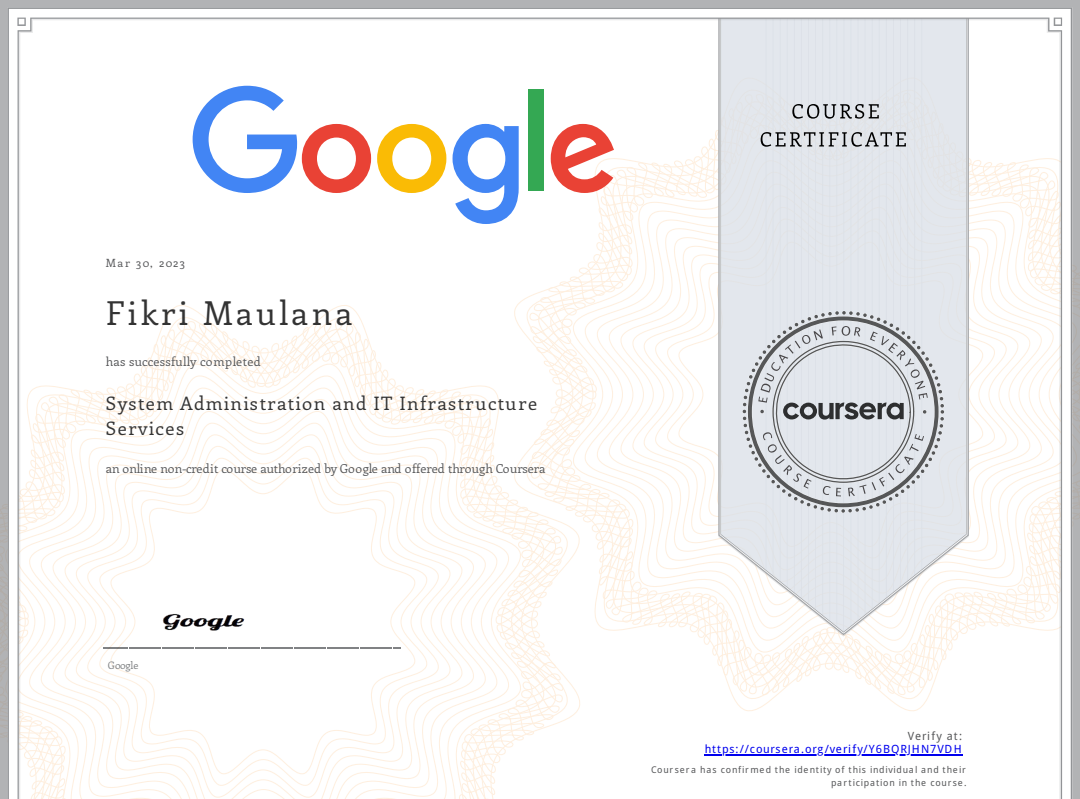 Google
COURSE
CERTIFICATE
Mar 30, 2023
Fikri Maulana
has successfully completed
System Administration and IT Infrastructure
Services
an online non-credit course authorized by Google and offered through Coursera
EDUCATION FOR EVERYONE
coursera
COURSE CERTIFICATE
Google
Google
Verify at:
https://coursera.org/verify/Y6BQRJHN7VDH
Coursera has confirmed the identity of this individual and their
participation in the course.